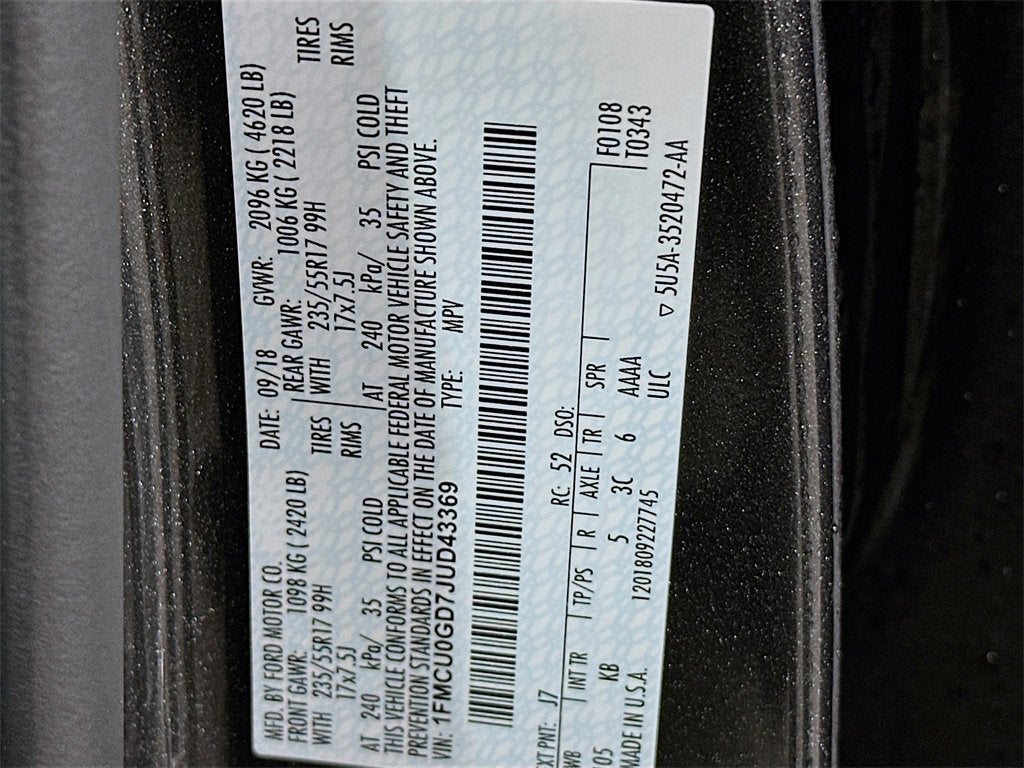 MFD. BY FORD MOTOR CO. DATE: 09/18 GVWR: 2096 KG ( 4620 LB)
FRONT GAWR: 1098 KG ( 2420 LB) REAR GAWR: 1006 KG ( 2218 LB)
WITH 235/55R17 99H TIRES WITH 235/55R17 99H TIRES
17x7.5J RIMS 17x7.5J RIMS
AT 240 kPa/ 35 PSI COLD AT 240 kPa/ 35 PSI COLD
THIS VEHICLE CONFORMS TO ALL APPLICABLE FEDERAL MOTOR VEHICLE SAFETY AND THEFT
PREVENTION STANDARDS IN EFFECT ON THE DATE OF MANUFACTURE SHOWN ABOVE.
VIN: 1FMCU0GD7JUD43369 TYPE: MPV
XT PNT: J7 RC: 52 DSO: F0108
WB INT TR TP/PS R AXLE TR SPR T0343
105 KB 5 3C 6 AAAA
MADE IN U.S.A. 1201809227745 ULC ▽ 5U5A-3520472-AA